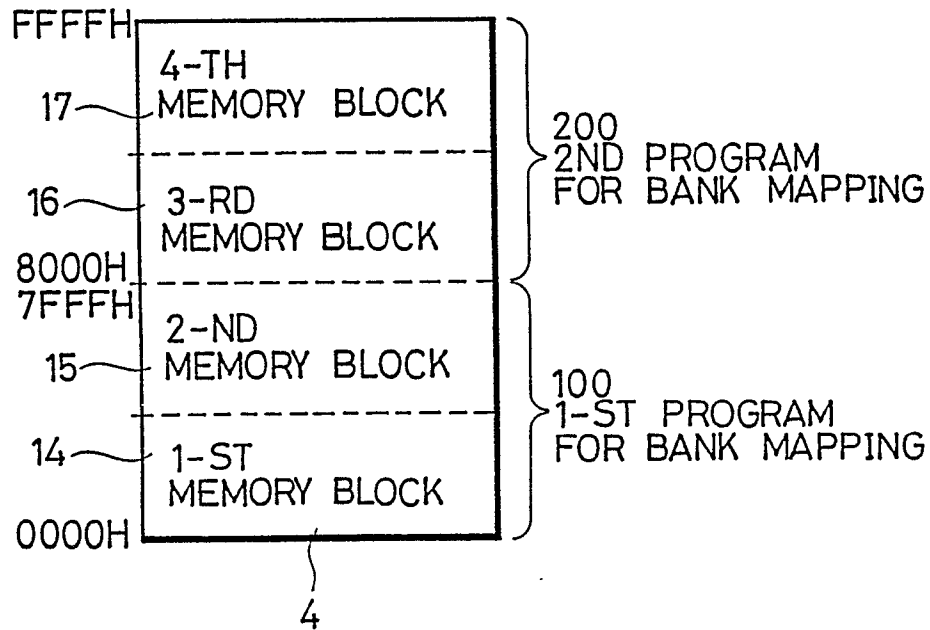 FFFFH
4-TH
17 MEMORY BLOCK
200
2ND PROGRAM
FOR BANK MAPPING
16 3-RD
MEMORY BLOCK
8000H
7FFFH
2-ND
15 MEMORY BLOCK
100
1-ST PROGRAM
FOR BANK MAPPING
14 1-ST
MEMORY BLOCK
0000H
4